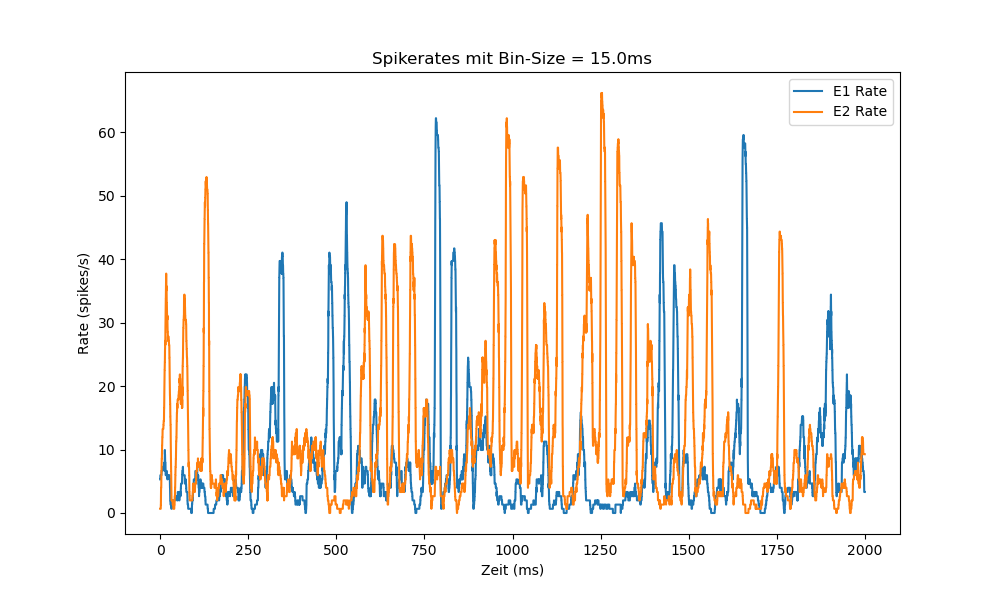 Spikerates mit Bin-Size = 15.0ms
E1 Rate
E2 Rate
Rate (spikes/s)
60
50
40
30
20
10
0
0 250 500 750 1000 1250 1500 1750 2000
Zeit (ms)